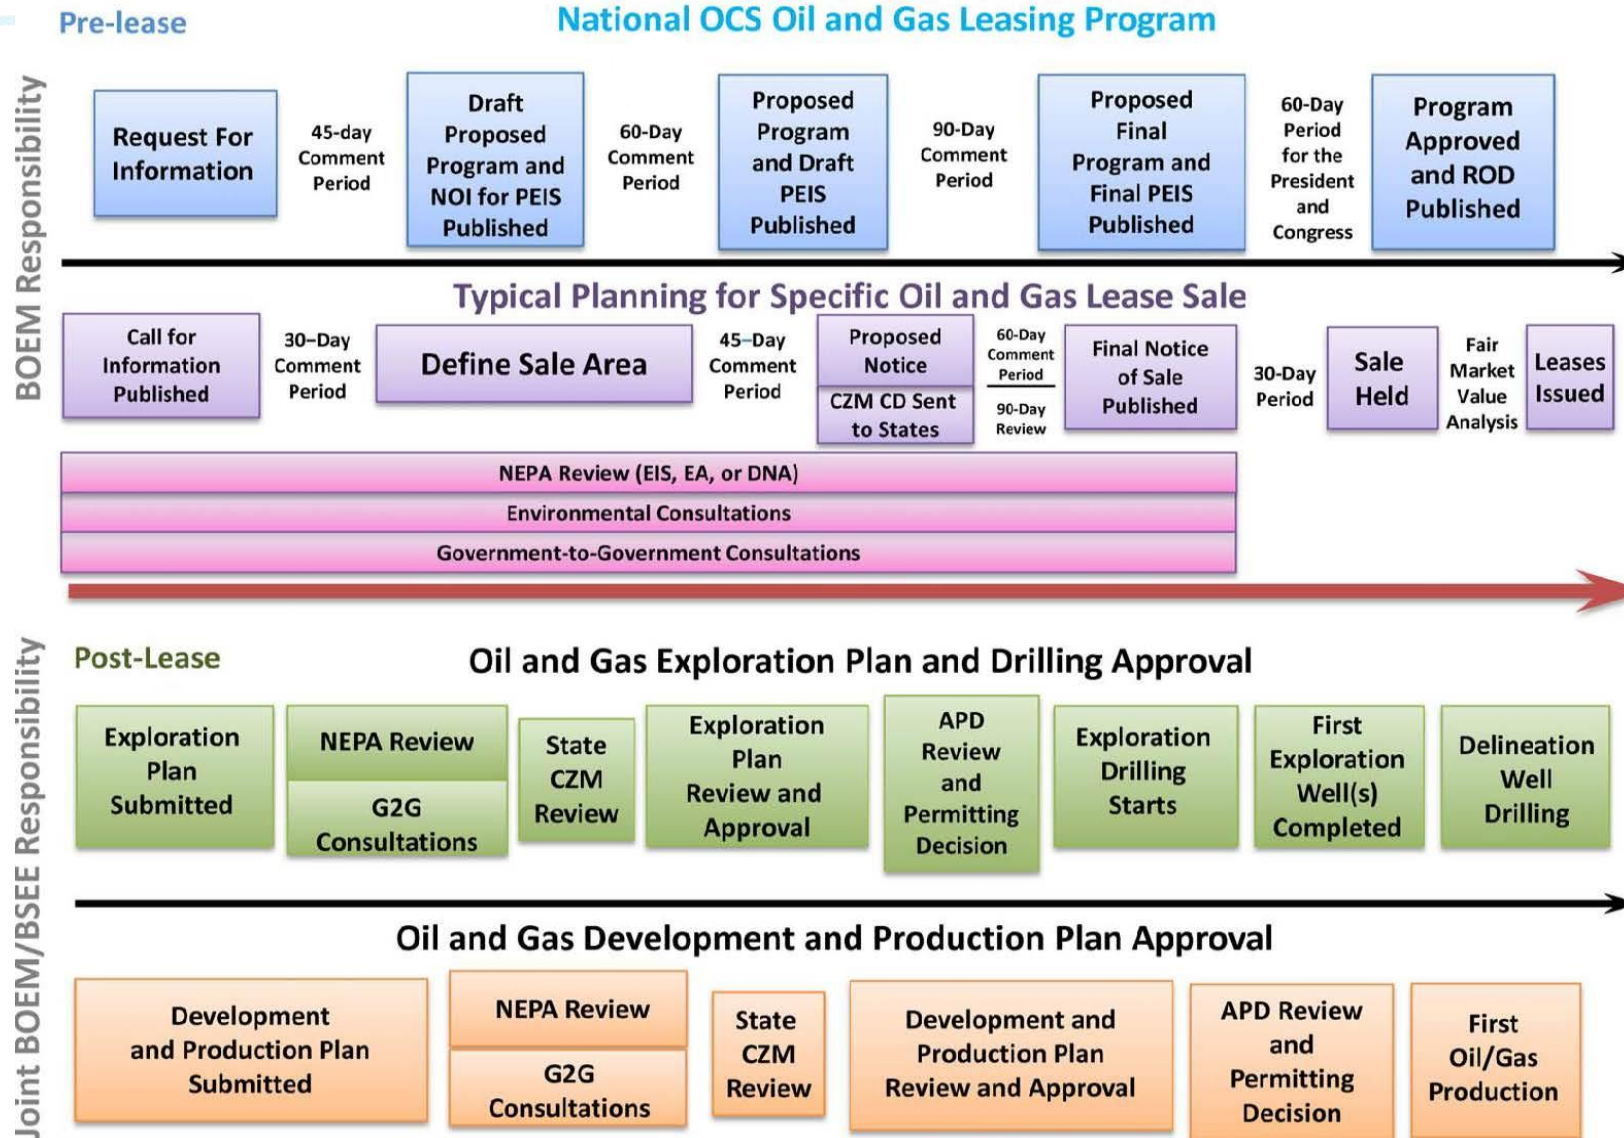 Pre-lease
National OCS Oil and Gas Leasing Program
BOEM Responsibility
Request For
Information
45-day
Comment
Period
Draft
Proposed
Program and
NOI for PEIS
Published
60-Day
Comment
Period
Proposed
Program
and Draft
PEIS
Published
90-Day
Comment
Period
Proposed
Final
Program and
Final PEIS
Published
60-Day
Period
for the
President
and
Congress
Program
Approved
and ROD
Published
Typical Planning for Specific Oil and Gas Lease Sale
Call for
Information
Published
30–Day
Comment
Period
Define Sale Area
45–Day
Comment
Period
Proposed
Notice
CZM CD Sent
to States
60-Day
Comment
Period
90-Day
Review
Final Notice
of Sale
Published
30-Day
Period
Sale
Held
Fair
Market
Value
Analysis
Leases
Issued
NEPA Review (EIS, EA, or DNA)
Environmental Consultations
Government-to-Government Consultations
Joint BOEM/BSEE Responsibility
Post-Lease
Oil and Gas Exploration Plan and Drilling Approval
Exploration
Plan
Submitted
NEPA Review
G2G
Consultations
State
CZM
Review
Exploration
Plan
Review and
Approval
APD
Review
and
Permitting
Decision
Exploration
Drilling
Starts
First
Exploration
Well(s)
Completed
Delineation
Well
Drilling
Oil and Gas Development and Production Plan Approval
Development
and Production Plan
Submitted
NEPA Review
G2G
Consultations
State
CZM
Review
Development and
Production Plan
Review and Approval
APD Review
and
Permitting
Decision
First
Oil/Gas
Production